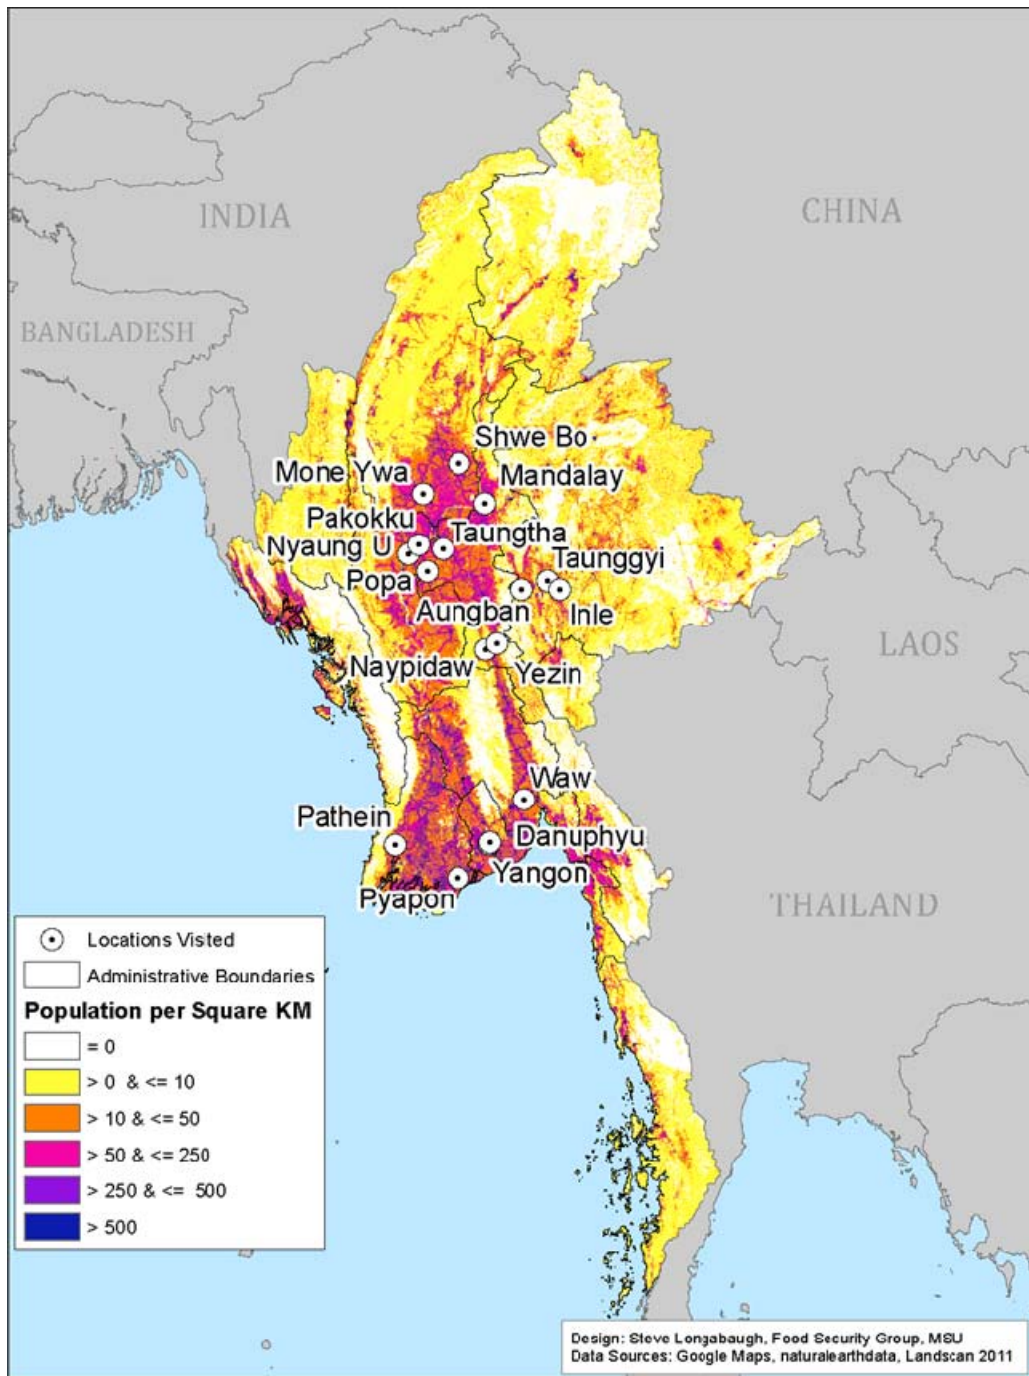 INDIA
CHINA
BANGLADESH
Shwe Bo
Mone Ywa
Mandalay
Pakokku
Taungtha
Nyaung U
Taunggyi
Popa
Aungban
Inle
LAOS
Naypidaw
Yezin
Waw
Pathein
Danuphyu
Yangon
Pyapon
THAILAND
Locations Visted
Administrative Boundaries
Population per Square KM
= 0
> 0 & <= 10
> 10 & <= 50
> 50 & <= 250
> 250 & <= 500
> 500
Design: Steve Longabaugh, Food Security Group, MSU
Data Sources: Google Maps, naturalearthdata, Landscan 2011